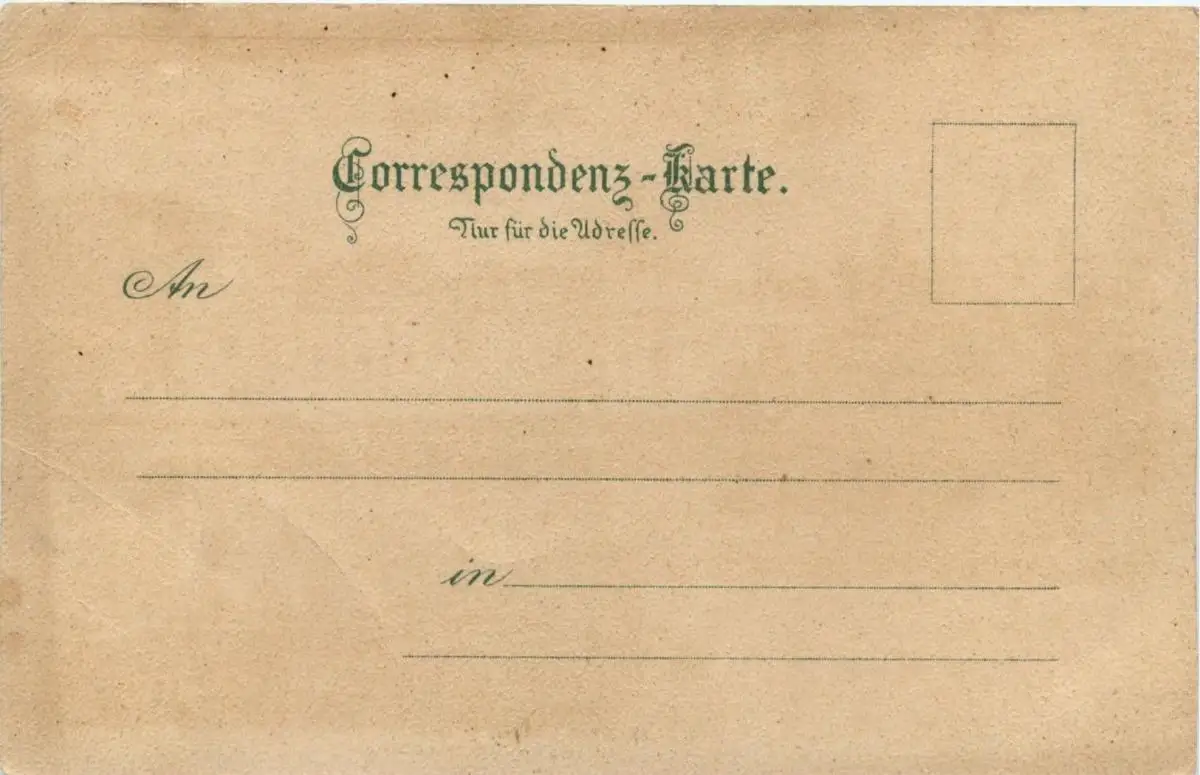 Correspondenz-Karte.
Nur für die Adresse.
An
in